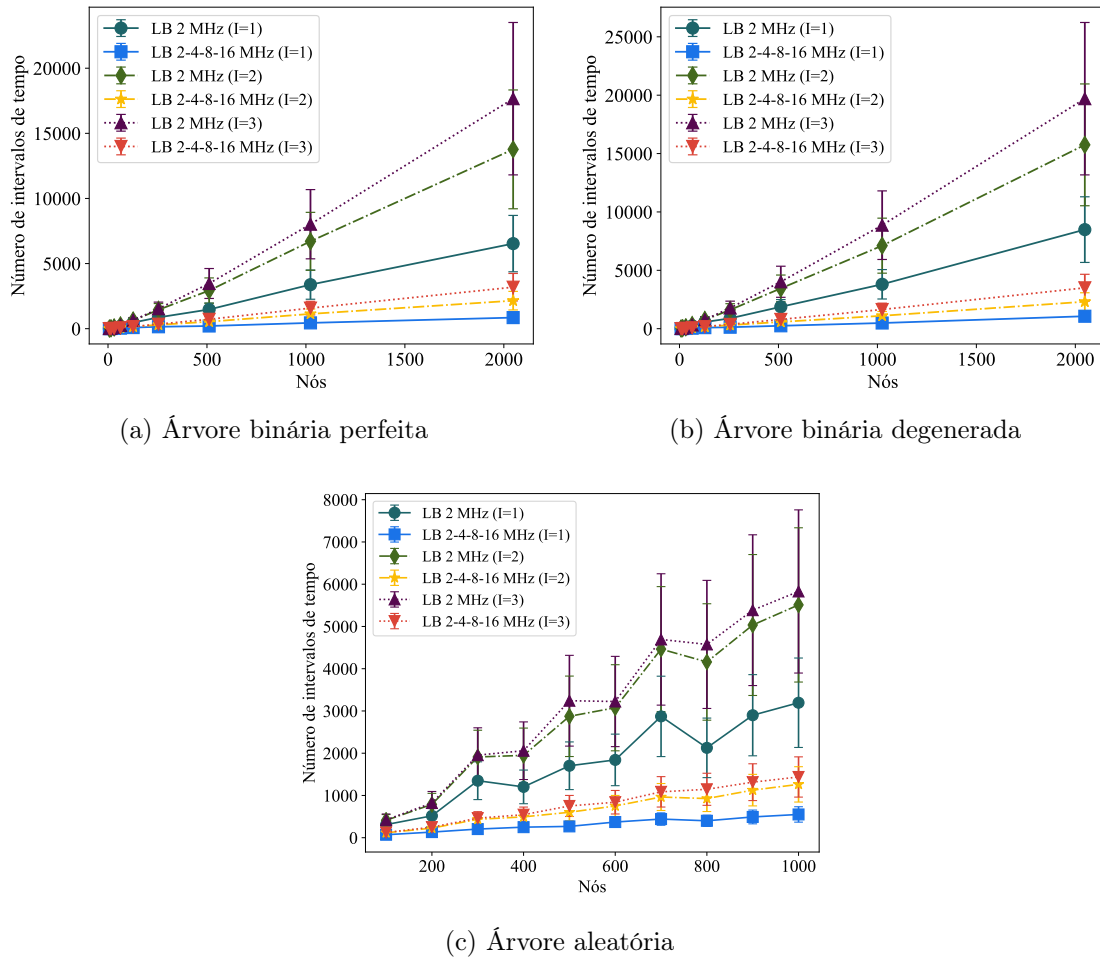 LB 2 MHz (I=1)
LB 2-4-8-16 MHz (I=1)
LB 2 MHz (I=2)
LB 2-4-8-16 MHz (I=2)
LB 2 MHz (I=3)
LB 2-4-8-16 MHz (I=3)
Número de intervalos de tempo
20000
15000
10000
5000
0
0 500 1000 1500 2000
Nós
(a) Árvore binária perfeita
LB 2 MHz (I=1)
LB 2-4-8-16 MHz (I=1)
LB 2 MHz (I=2)
LB 2-4-8-16 MHz (I=2)
LB 2 MHz (I=3)
LB 2-4-8-16 MHz (I=3)
Número de intervalos de tempo
25000
20000
15000
10000
5000
0
0 500 1000 1500 2000
Nós
(b) Árvore binária degenerada
LB 2 MHz (I=1)
LB 2-4-8-16 MHz (I=1)
LB 2 MHz (I=2)
LB 2-4-8-16 MHz (I=2)
LB 2 MHz (I=3)
LB 2-4-8-16 MHz (I=3)
Número de intervalos de tempo
8000
7000
6000
5000
4000
3000
2000
1000
0
200 400 600 800 1000
Nós
(c) Árvore aleatória